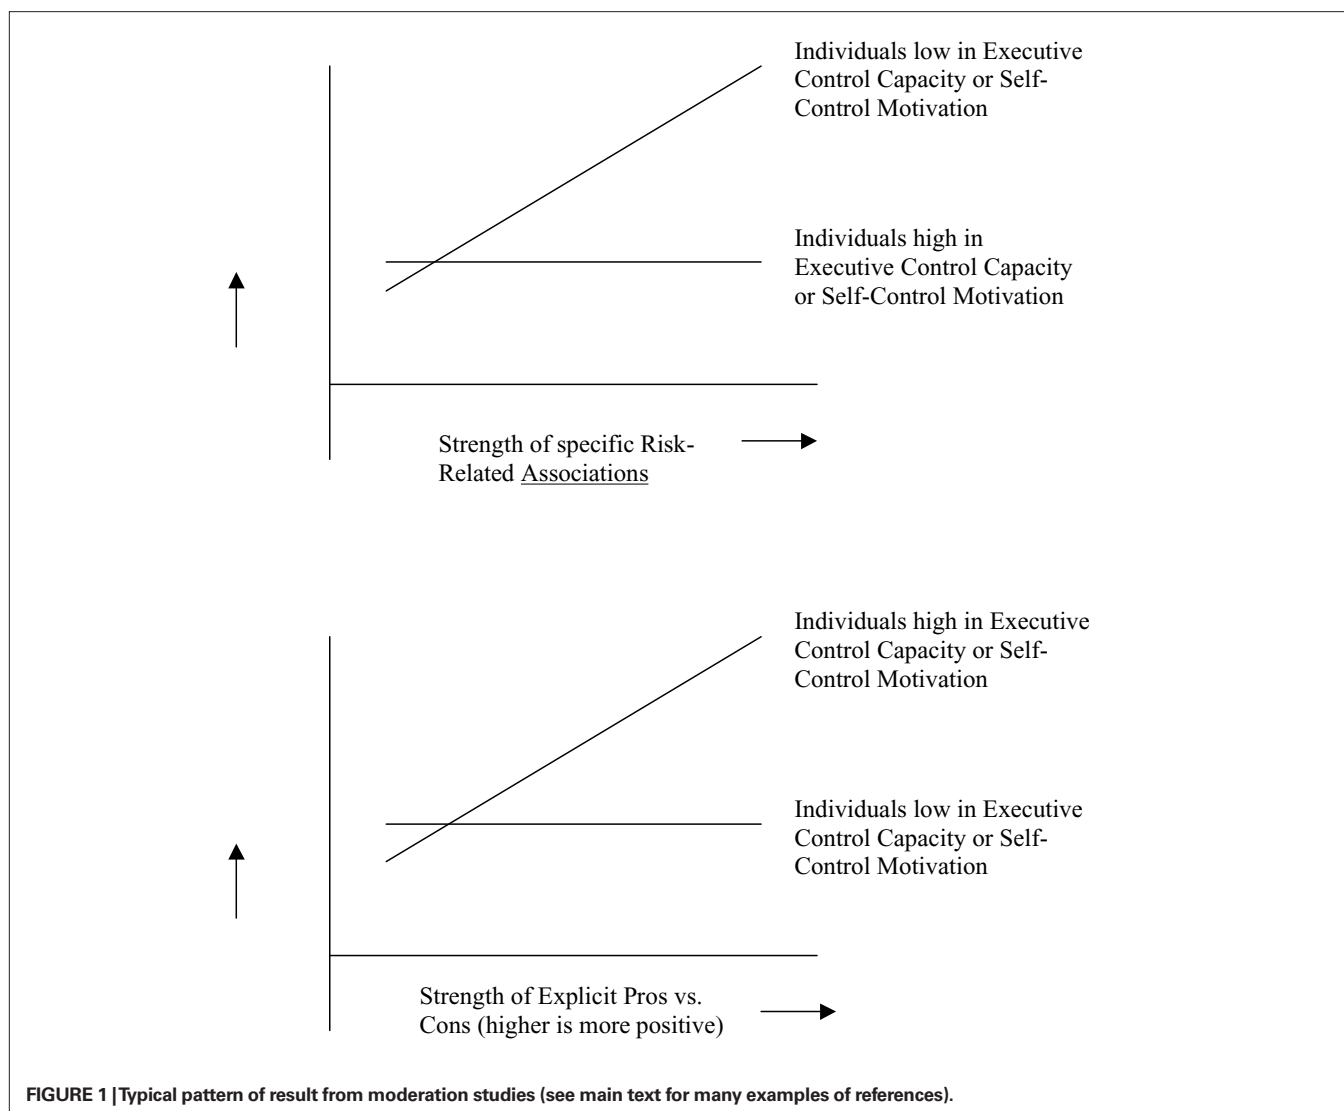 Individuals low in Executive
Control Capacity or Self-
Control Motivation
Individuals high in
Executive Control Capacity
or Self-Control Motivation
Strength of specific Risk-
Related Associations
Individuals high in Executive
Control Capacity or Self-
Control Motivation
Individuals low in Executive
Control Capacity or Self-
Control Motivation
Strength of Explicit Pros vs.
Cons (higher is more positive)
FIGURE 1 | Typical pattern of result from moderation studies (see main text for many examples of references).